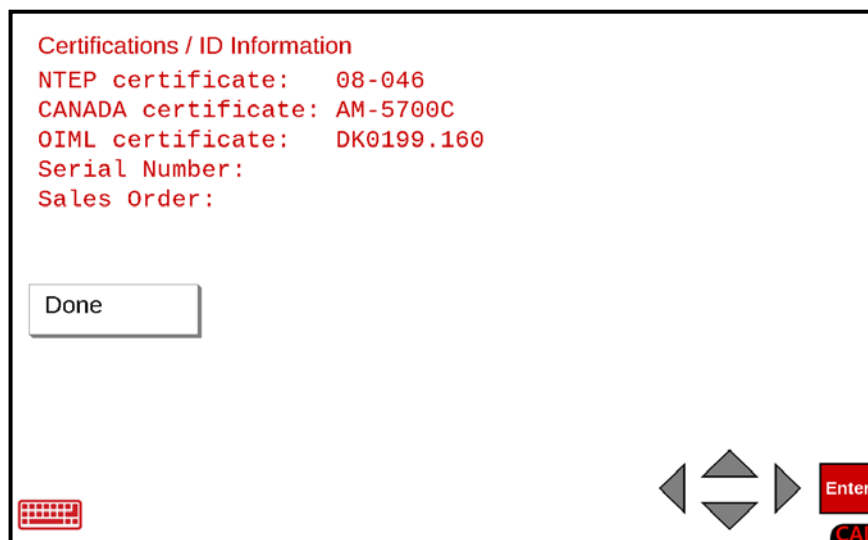 Certifications / ID Information
NTEP certificate: 08-046
CANADA certificate: AM-5700C
OIML certificate: DK0199.160
Serial Number:
Sales Order:
Done
Enter